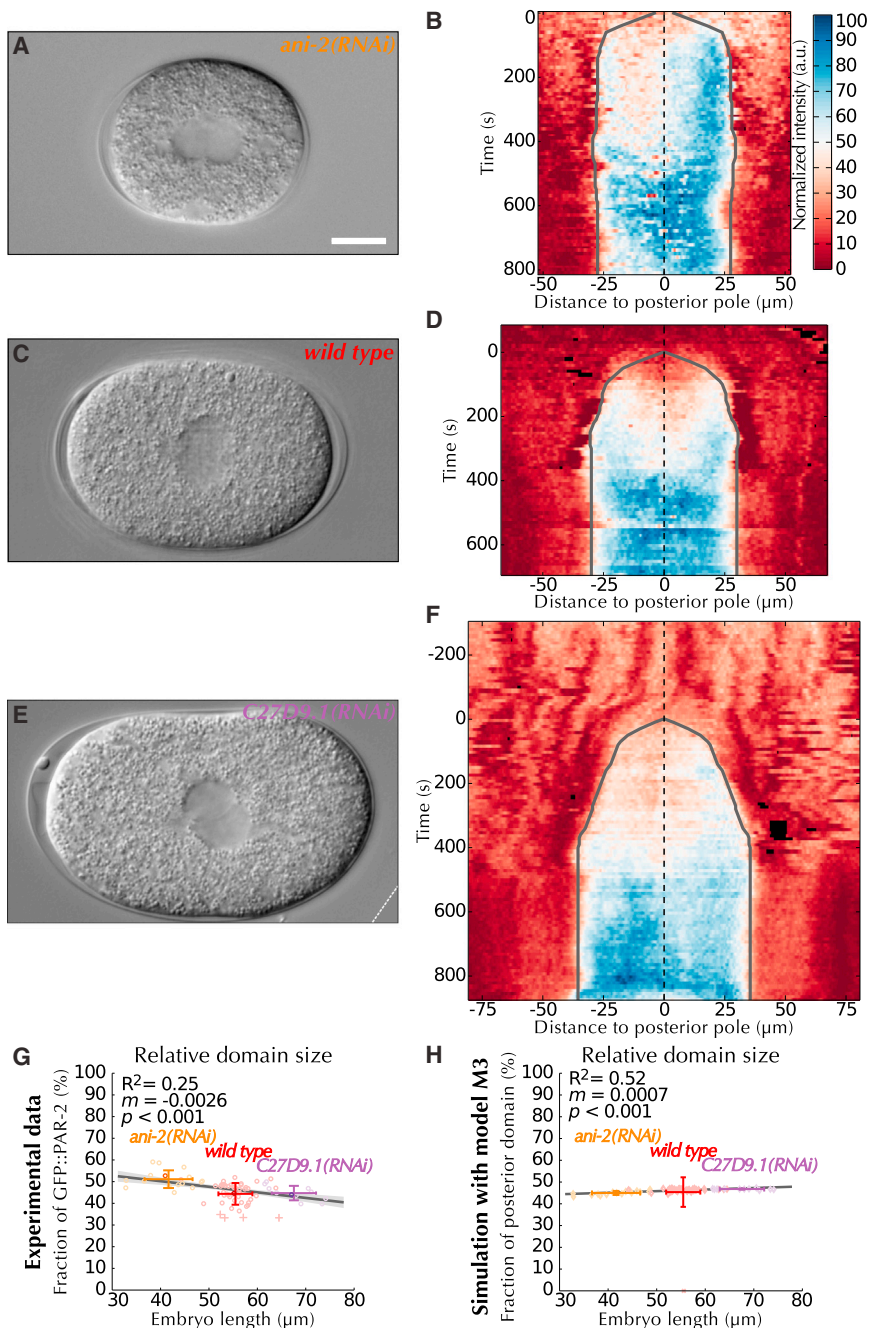 A
ani-2(RNAi)
B
0
200
400
600
800
Time (s)
-50
-25
0
25
50
Distance to posterior pole (µm)
100
90
80
70
60
50
40
30
20
10
0
Normalized intensity (a.u.)
C
wild type
D
0
200
400
600
Time (s)
-50
-25
0
25
50
Distance to posterior pole (µm)
E
C27D9.1(RNAi)
F
-200
0
200
400
600
800
Time (s)
-75
-50
-25
0
25
50
75
Distance to posterior pole (µm)
G
Relative domain size
Experimental data
Fraction of GFP::PAR-2 (%)
100
90
80
70
60
50
40
30
20
10
0
R2= 0.25
m = -0.0026
p < 0.001
ani-2(RNAi)
wild type
C27D9.1(RNAi)
30
40
50
60
70
80
Embryo length (µm)
H
Relative domain size
Simulation with model M3
Fraction of posterior domain (%)
100
90
80
70
60
50
40
30
20
10
0
R2= 0.52
m = 0.0007
p < 0.001
ani-2(RNAi)
wild type
C27D9.1(RNAi)
30
40
50
60
70
80
Embryo length (µm)